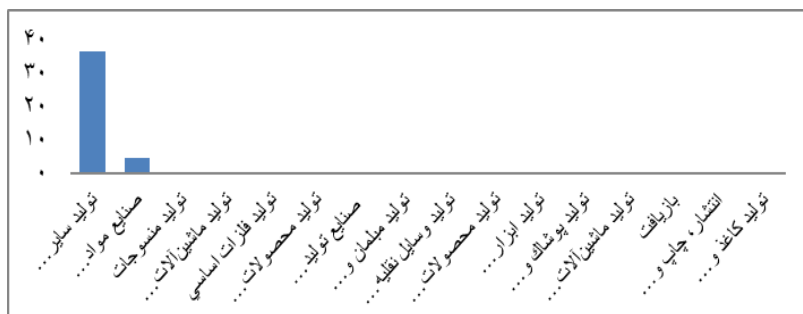 ۴۰
۳۰
۲۰
۱۰
۰
تولید سایر...
صنایع مواد...
تولید منسوجات
تولید ماشین‌آلات...
تولید فلزات اساسي
تولید محصولات...
صنایع تولید...
تولید مبلمان و...
تولید وسایل نقلیه...
تولید محصولات...
تولید ابزار...
تولید پوشاك و...
تولید ماشین‌آلات...
بازیافت
انتشار، چاپ و...
تولید کاغذ و...